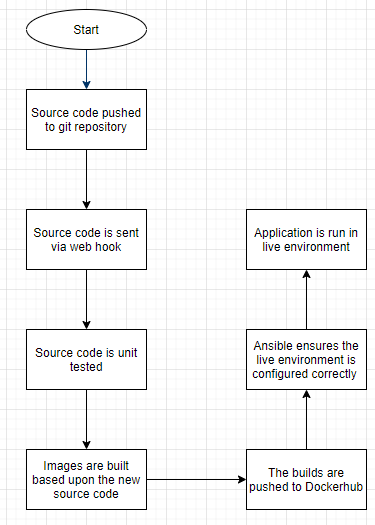 Start
Source code pushed
to git repository
Source code is sent
via web hook
Source code is unit
tested
Images are built
based upon the new
source code
The builds are
pushed to Dockerhub
Ansible ensures the
live environment is
configured correctly
Application is run in
live environment